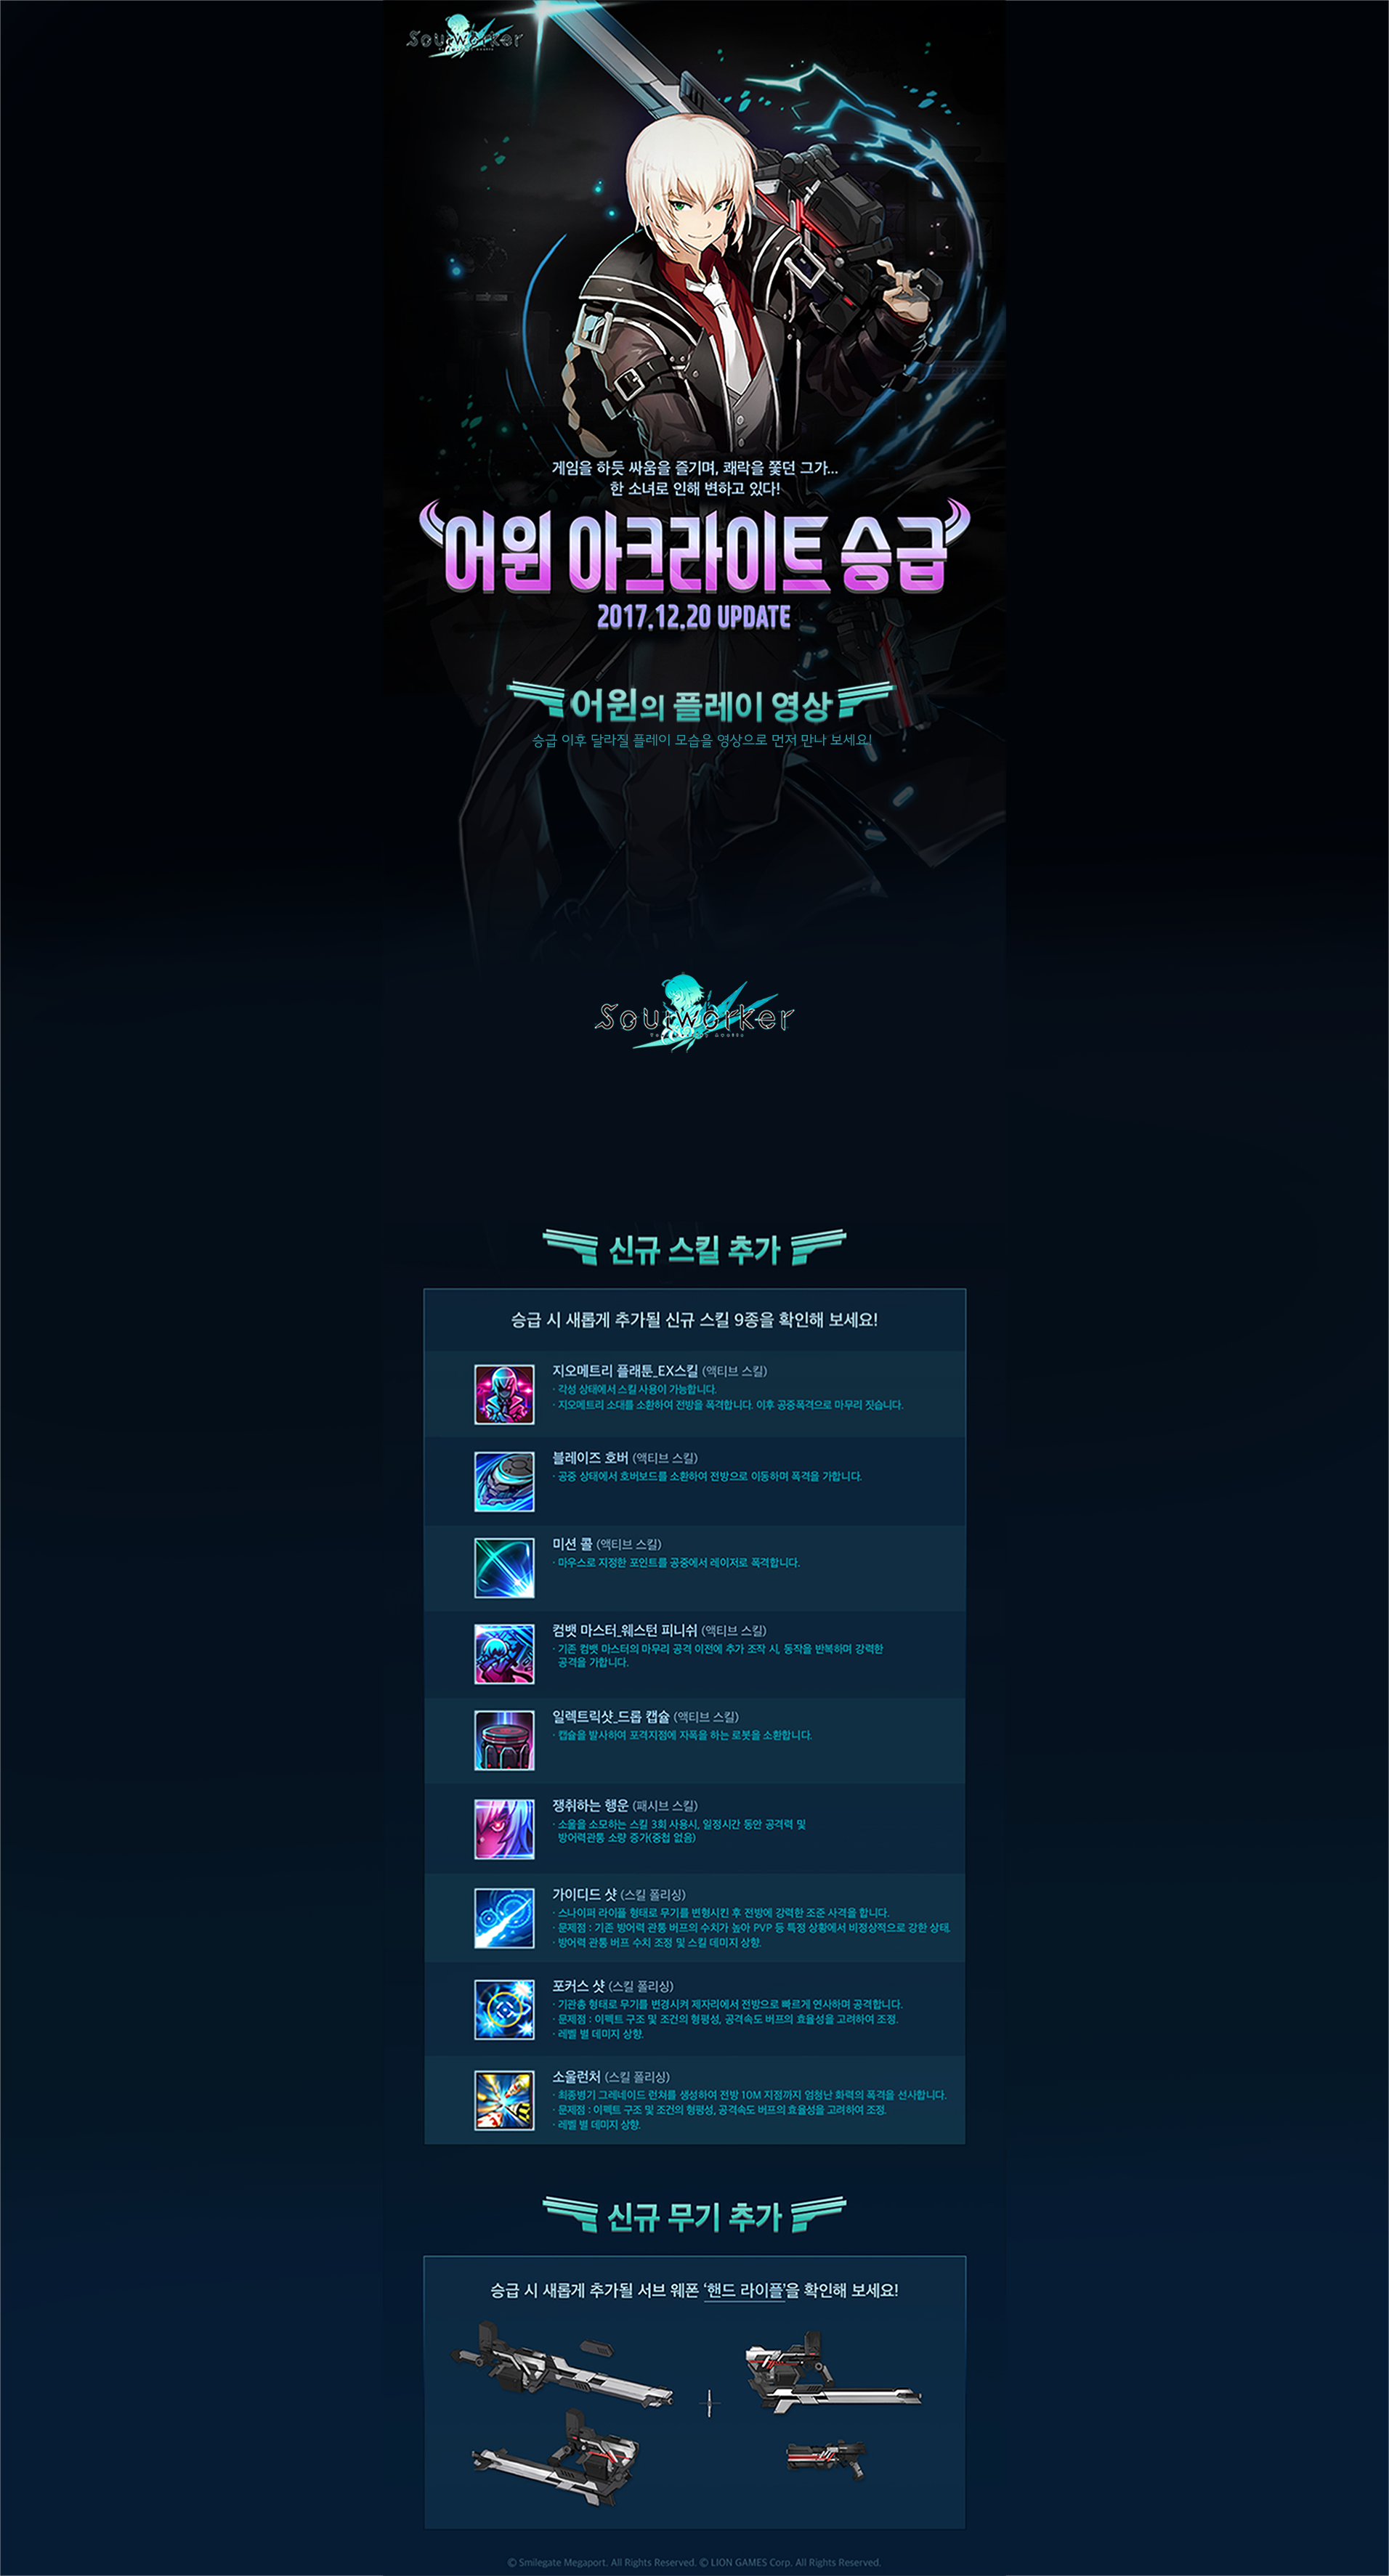 Soulworker
게임을 하듯 싸움을 즐기며, 쾌락을 쫓던 그가...
한 소녀로 인해 변하고 있다!
어윈 아크라이트 승급
2017.12.20 UPDATE
어윈의 플레이 영상
승급 이후 달라질 플레이 모습을 영상으로 먼저 만나 보세요!
Soulworker
신규 스킬 추가
승급 시 새롭게 추가될 신규 스킬 9종을 확인해 보세요!
지오메트리 플래툰_EX스킬 (액티브 스킬)
· 각성 상태에서 스킬 사용이 가능합니다.
· 지오메트리 소대를 소환하여 전방을 폭격합니다. 이후 공중폭격으로 마무리 짓습니다.
블레이즈 호버 (액티브 스킬)
· 공중 상태에서 호버보드를 소환하여 전방으로 이동하며 폭격을 가합니다.
미션 콜 (액티브 스킬)
· 마우스로 지정한 포인트를 공중에서 레이저로 폭격합니다.
컴뱃 마스터_웨스턴 피니쉬 (액티브 스킬)
· 기존 컴뱃 마스터의 마무리 공격 이전에 추가 조작 시, 동작을 반복하며 강력한
공격을 가합니다.
일렉트릭샷_드롭 캡슐 (액티브 스킬)
· 캡슐을 발사하여 포격지점에 자폭을 하는 로봇을 소환합니다.
쟁취하는 행운 (패시브 스킬)
· 소울을 소모하는 스킬 3회 사용시, 일정시간 동안 공격력 및
방어력관통 소량 증가(중첩 없음)
가이디드 샷 (스킬 폴리싱)
· 스나이퍼 라이플 형태로 무기를 변형시킨 후 전방에 강력한 조준 사격을 합니다.
· 문제점 : 기존 방어력 관통 버프의 수치가 높아 PVP 등 특정 상황에서 비정상적으로 강한 상태.
· 방어력 관통 버프 수치 조정 및 스킬 데미지 상향.
포커스 샷 (스킬 폴리싱)
· 기관총 형태로 무기를 변경시켜 제자리에서 전방으로 빠르게 연사하며 공격합니다.
· 문제점 : 이펙트 구조 및 조건의 형평성, 공격속도 버프의 효율성을 고려하여 조정.
· 레벨 별 데미지 상향.
소울런처 (스킬 폴리싱)
· 최종병기 그레네이드 런쳐를 생성하여 전방 10M 지점까지 엄청난 화력의 폭격을 선사합니다.
· 문제점 : 이펙트 구조 및 조건의 형평성, 공격속도 버프의 효율성을 고려하여 조정.
· 레벨 별 데미지 상향.
신규 무기 추가
승급 시 새롭게 추가될 서브 웨폰 ‘핸드 라이플’을 확인해 보세요!
© Smilegate Megaport. All Rights Reserved. © LION GAMES Corp. All Rights Reserved.